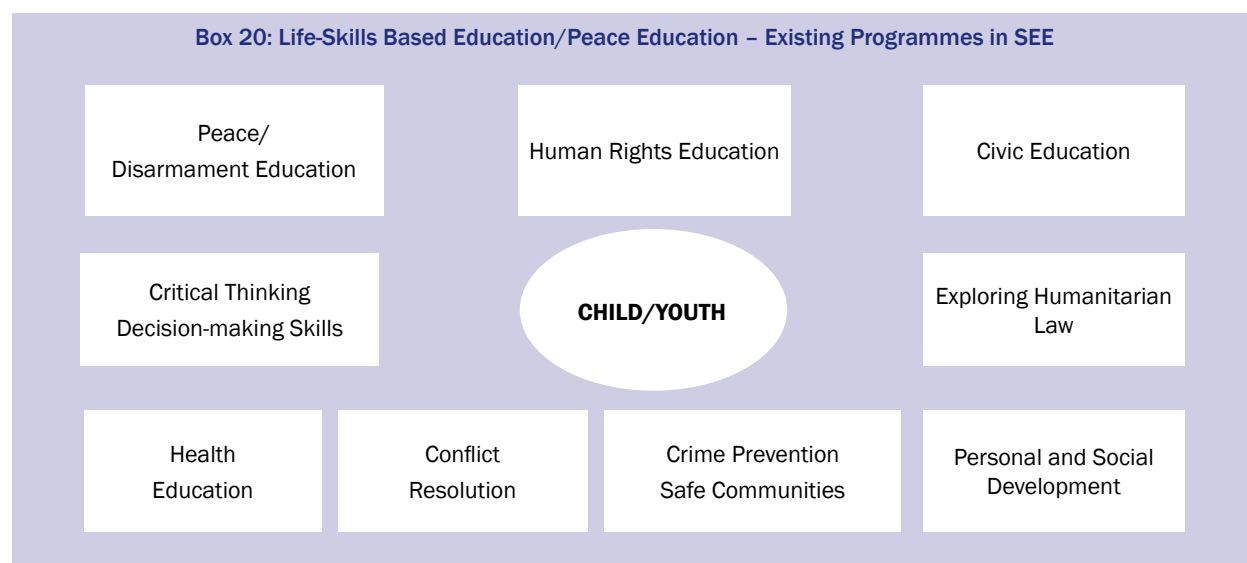 Box 20: Life-Skills Based Education/Peace Education – Existing Programmes in SEE
Peace/
Disarmament Education
Human Rights Education
Civic Education
Critical Thinking
Decision-making Skills
CHILD/YOUTH
Exploring Humanitarian
Law
Health
Education
Conflict
Resolution
Crime Prevention
Safe Communities
Personal and Social
Development